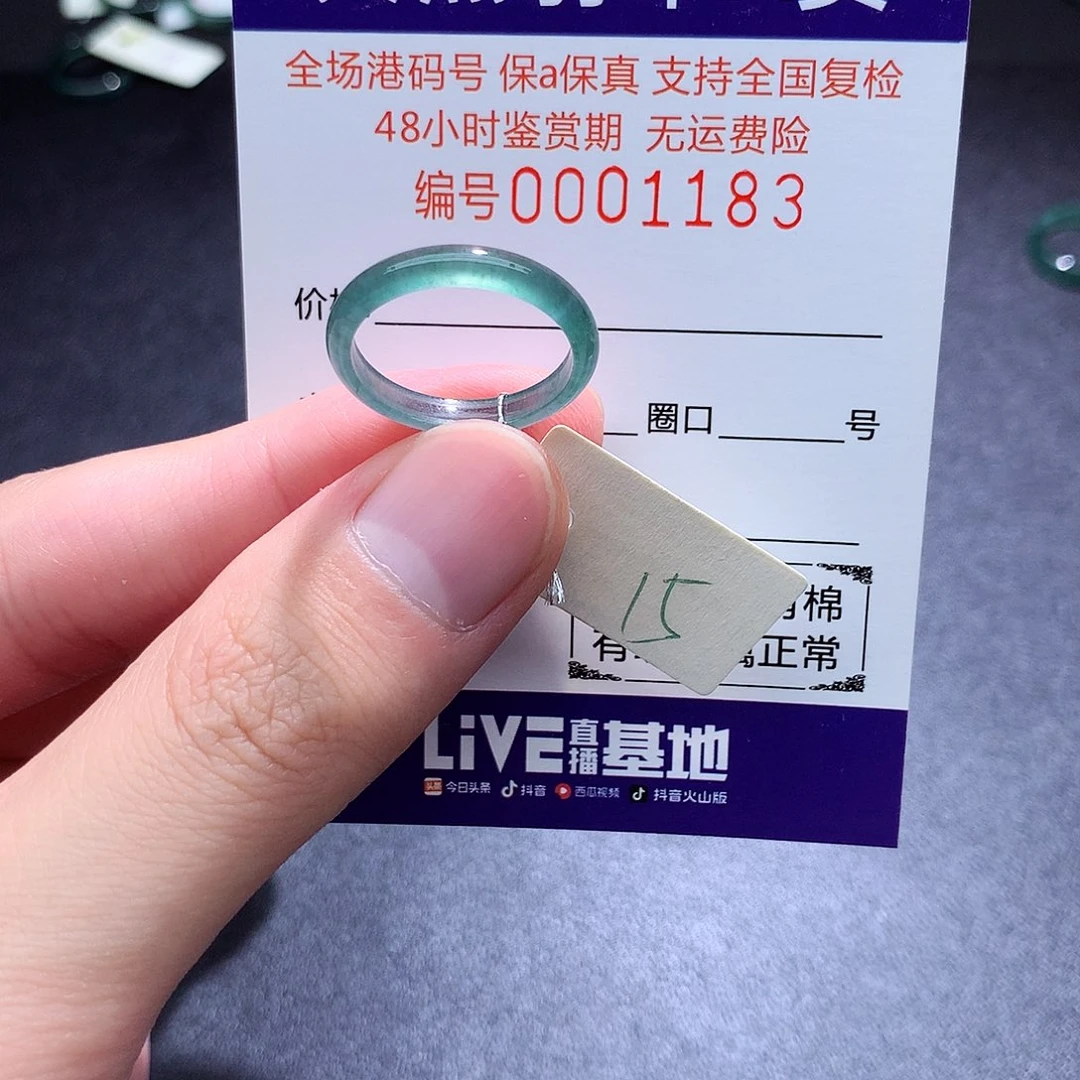 全场港码号 保a保真 支持全国复检
48小时鉴赏期 无运费险
编号0001183
价
圈口 号
15
棉
有 正常
LiVE直播基地
今日头条 抖音 西瓜视频 抖音火山版